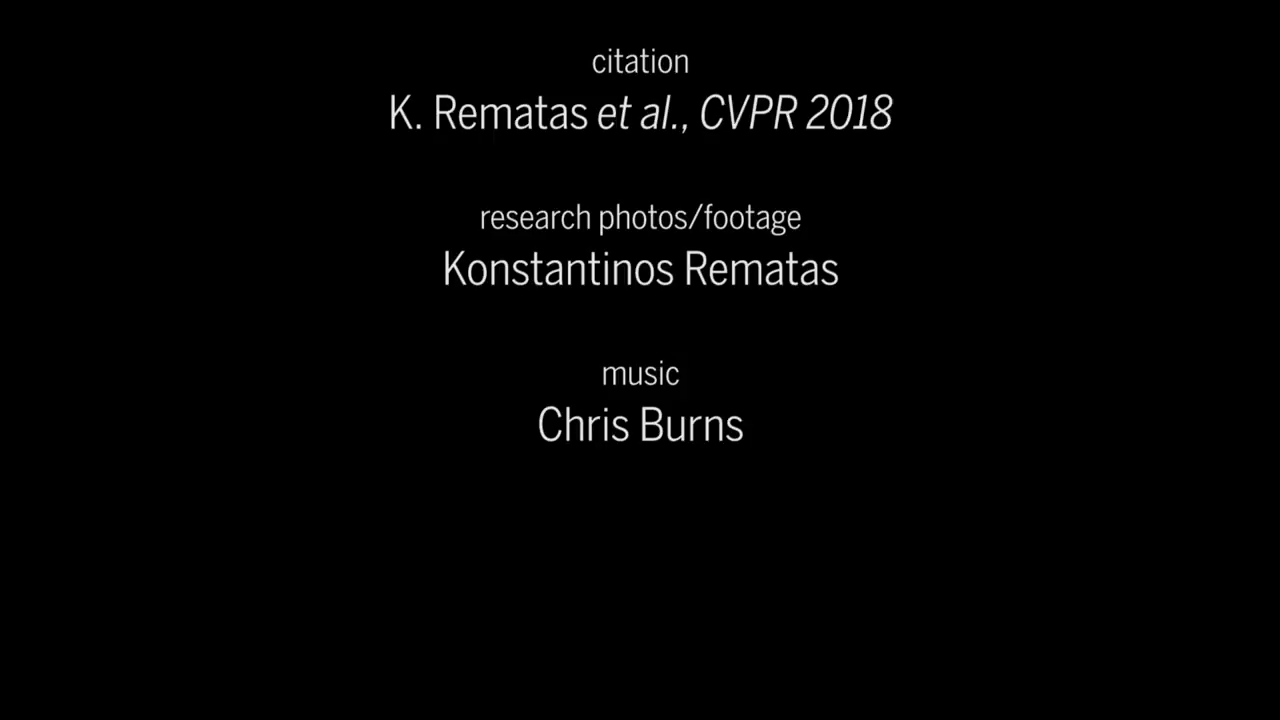 citation
K. Rematas et al., CVPR 2018
research photos/footage
Konstantinos Rematas
music
Chris Burns